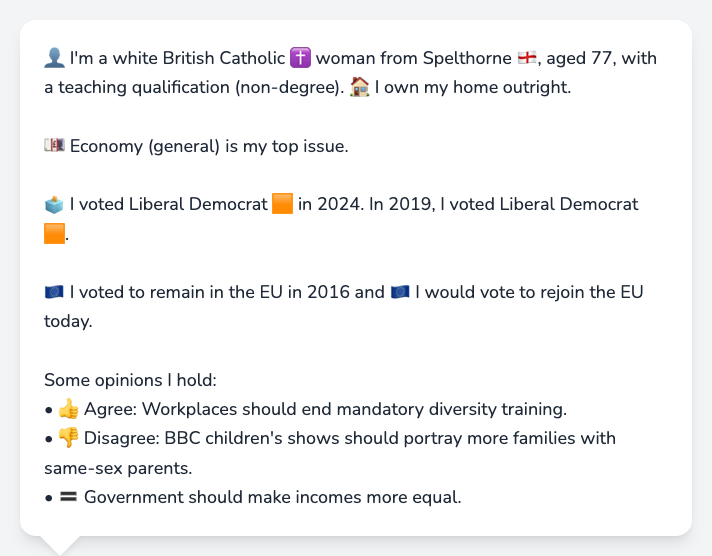 👤 I'm a white British Catholic ✝️ woman from Spelthorne 🏴󠁧󠁢󠁥󠁮󠁧󠁿, aged 77, with
a teaching qualification (non-degree). 🏠 I own my home outright.
💷 Economy (general) is my top issue.
🗳️ I voted Liberal Democrat 🟧 in 2024. In 2019, I voted Liberal Democrat
🟧.
🇪🇺 I voted to remain in the EU in 2016 and 🇪🇺 I would vote to rejoin the EU
today.
Some opinions I hold:
• 👍 Agree: Workplaces should end mandatory diversity training.
• 👎 Disagree: BBC children's shows should portray more families with
same-sex parents.
• 🟰 Government should make incomes more equal.